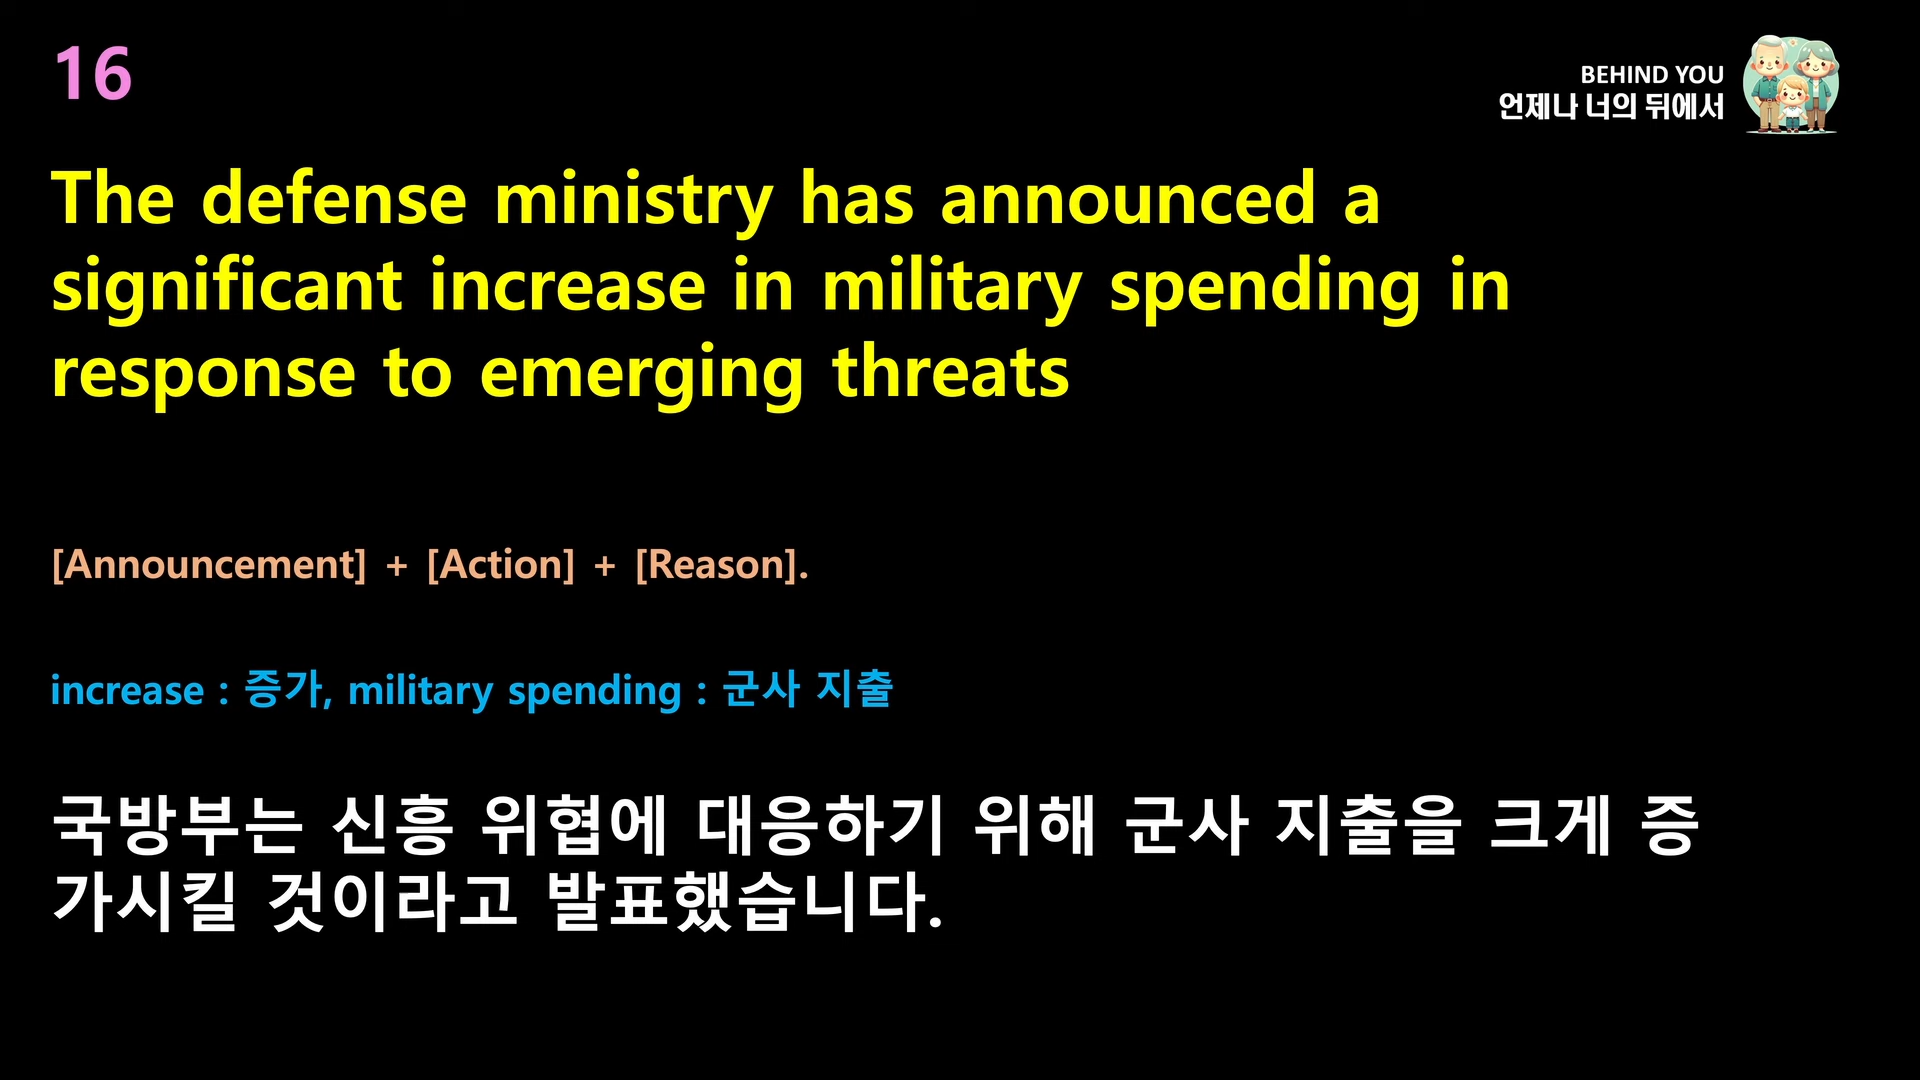 16
BEHIND YOU
언제나 너의 뒤에서
The defense ministry has announced a
significant increase in military spending in
response to emerging threats
[Announcement] + [Action] + [Reason].
increase : 증가, military spending : 군사 지출
국방부는 신흥 위협에 대응하기 위해 군사 지출을 크게 증
가시킬 것이라고 발표했습니다.